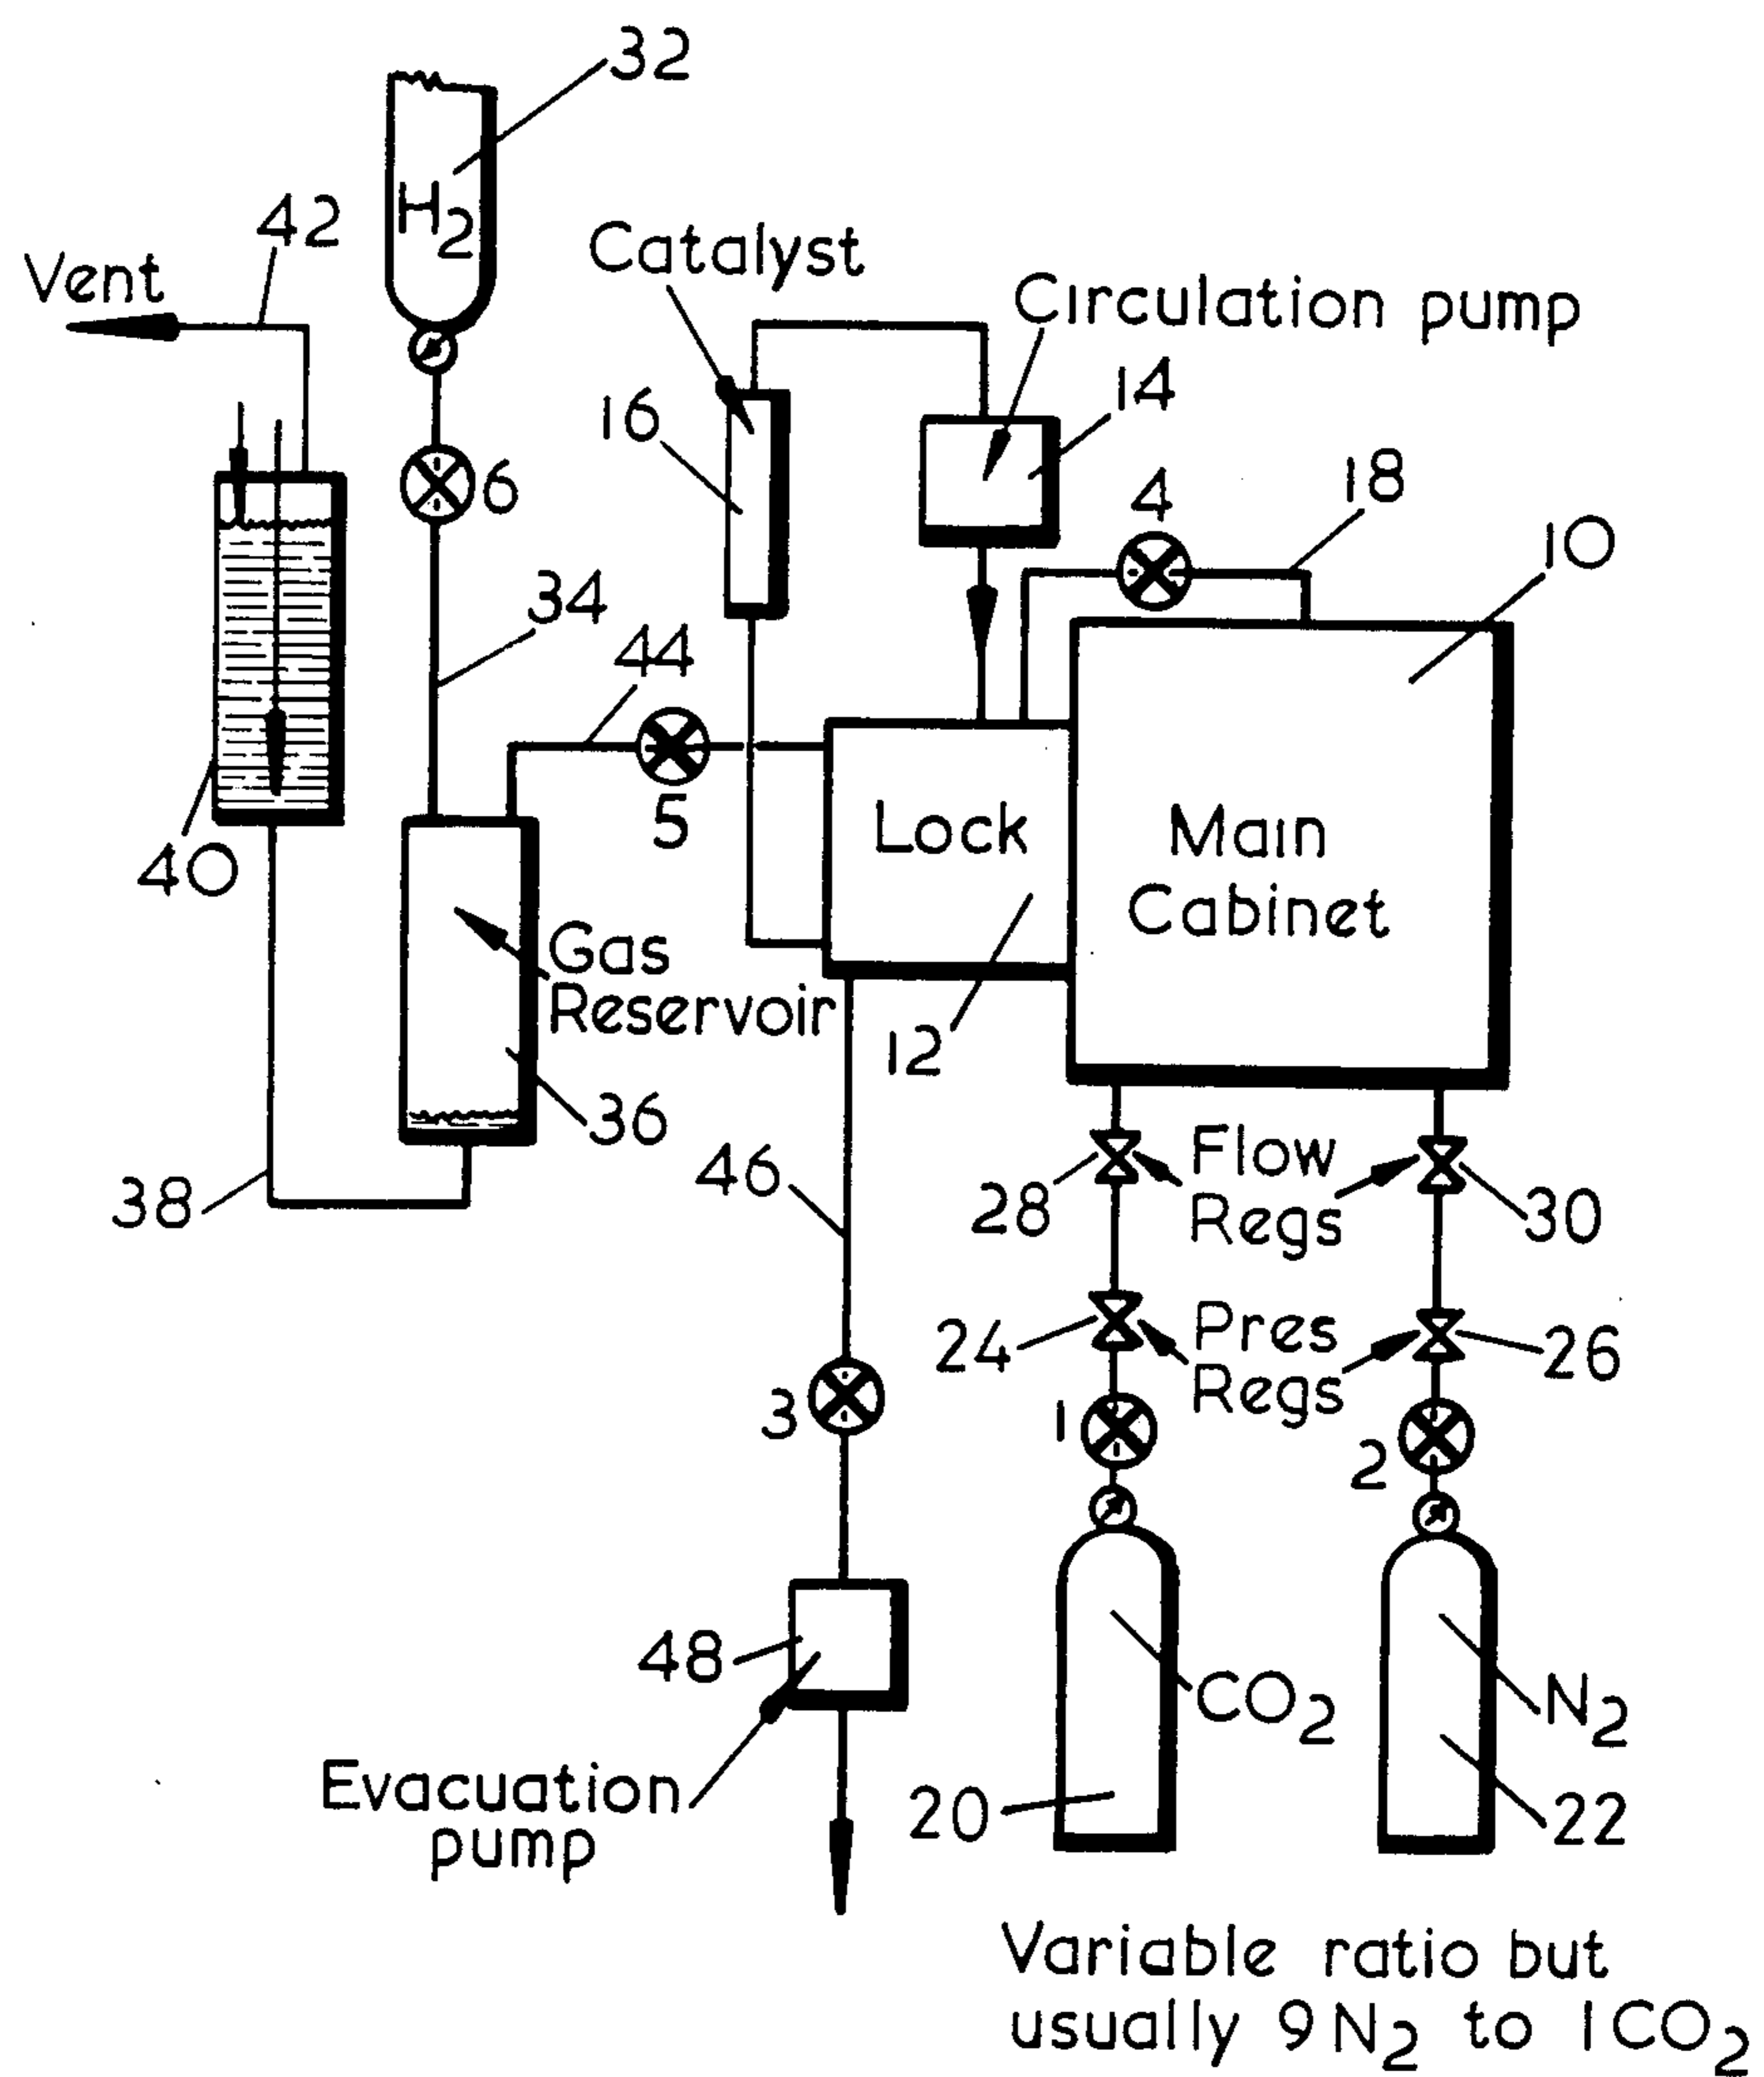 32
H2
42
Vent
Catalyst
Circulation pump
16
14
6
4
18
10
34
44
5
Lock
Main
Cabinet
40
Gas
Reservoir
12
36
46
38
28
Flow
Regs
30
24
Pres
Regs
26
3
1
2
48
CO2
N2
Evacuation
pump
20
22
Variable ratio but
usually 9N2 to 1CO2